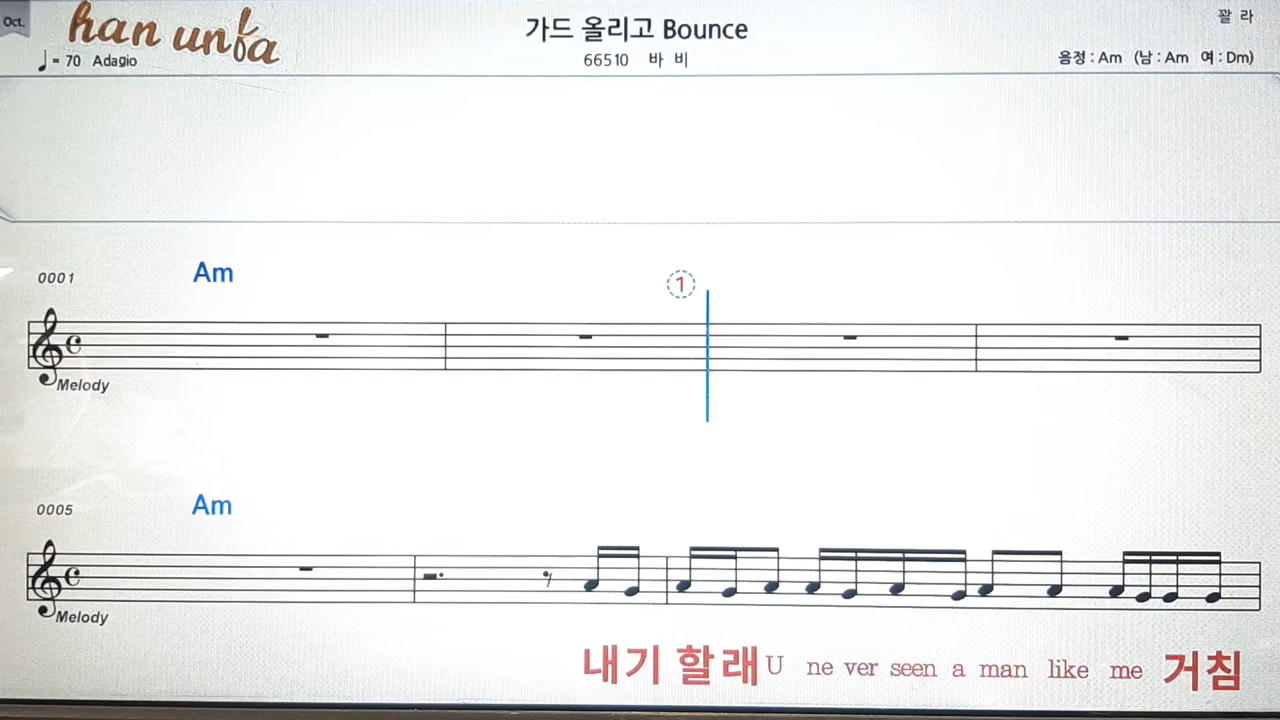 Oct.
han unfa
가드 올리고 Bounce
꽐 라
♩= 70 Adagio
66510 바 비
음정 : Am (남 : Am 여 : Dm)
0001
Am
1
Melody
0005
Am
Melody
내기 할래 U ne ver seen a man like me 거침